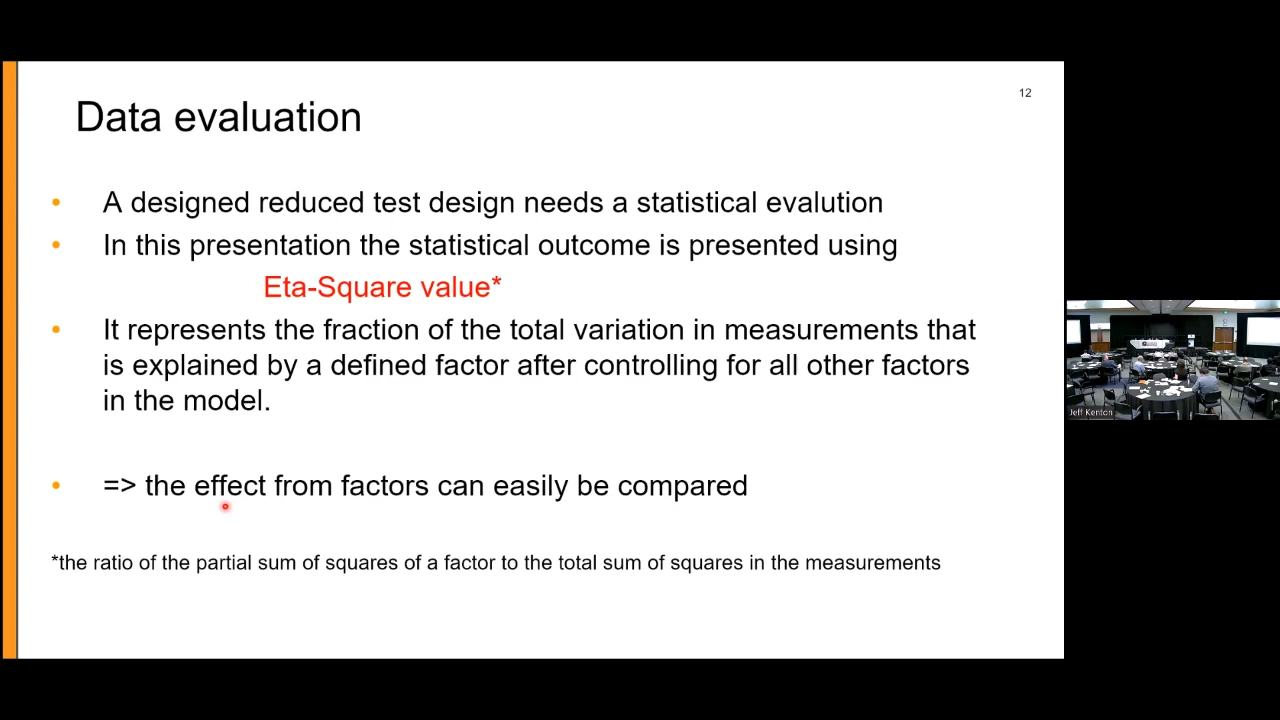 12
Data evaluation
• A designed reduced test design needs a statistical evalution
• In this presentation the statistical outcome is presented using
Eta-Square value*
• It represents the fraction of the total variation in measurements that
is explained by a defined factor after controlling for all other factors
in the model.
• => the effect from factors can easily be compared
*the ratio of the partial sum of squares of a factor to the total sum of squares in the measurements
Jeff Kenton